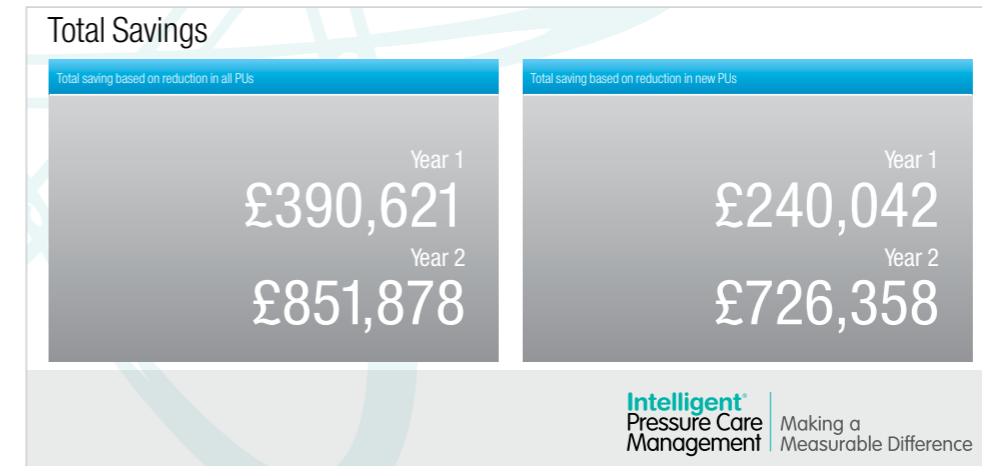 Total Savings
Total saving based on reduction in all PUs
Year 1
£390,621
Year 2
£851,878
Total saving based on reduction in new PUs
Year 1
£240,042
Year 2
£726,358
Intelligent®
Pressure Care
Management
Making a
Measurable Difference